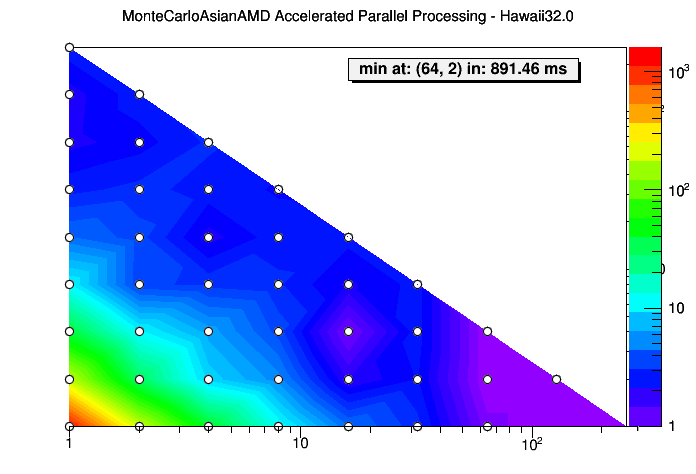 MonteCarloAsianAMD Accelerated Parallel Processing - Hawaii32.0
min at: (64, 2) in: 891.46 ms
10³
10²
10
1
1 10 10²